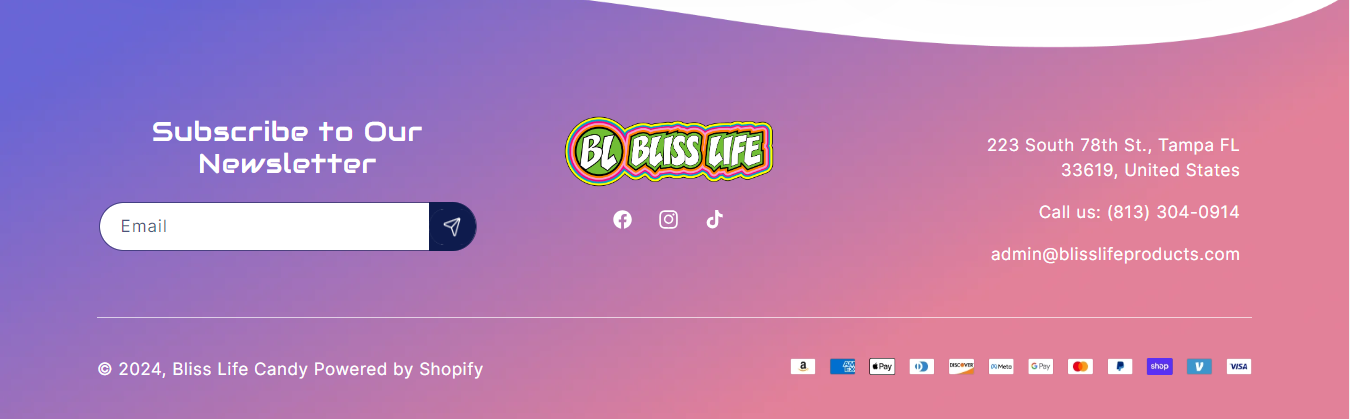 Subscribe to Our
Newsletter
Email
BL BLISS LIFE
223 South 78th St., Tampa FL
33619, United States
Call us: (813) 304-0914
admin@blisslifeproducts.com
© 2024, Bliss Life Candy Powered by Shopify
a AMEX Pay DISCOVER Meta G Pay shop V VISA